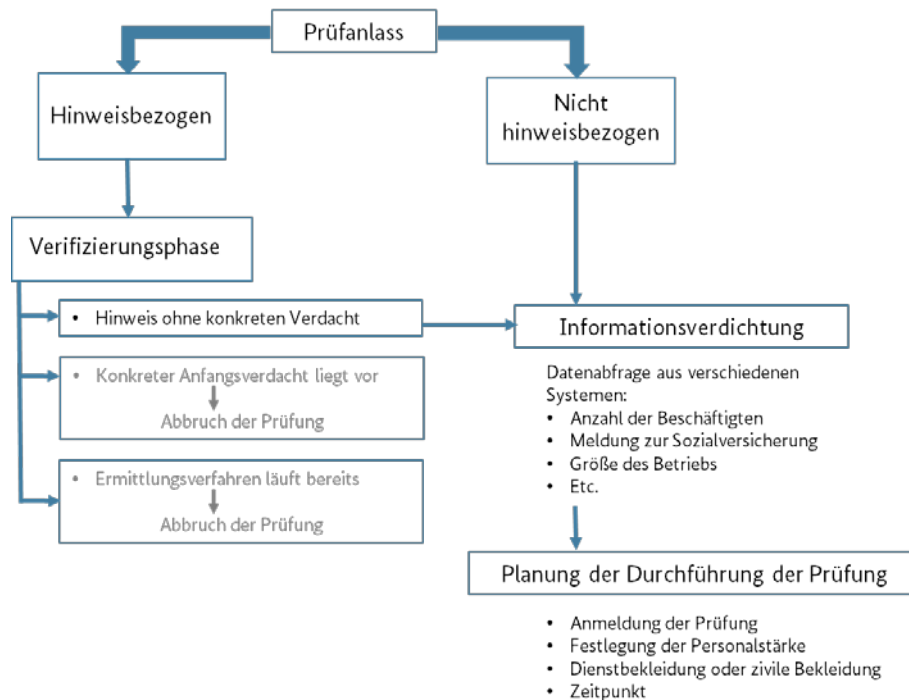 Prüfanlass
Hinweisbezogen
Nicht
hinweisbezogen
Verifizierungsphase
• Hinweis ohne konkreten Verdacht
• Konkreter Anfangsverdacht liegt vor
Abbruch der Prüfung
• Ermittlungsverfahren läuft bereits
Abbruch der Prüfung
Informationsverdichtung
Datenabfrage aus verschiedenen
Systemen:
• Anzahl der Beschäftigten
• Meldung zur Sozialversicherung
• Größe des Betriebs
• Etc.
Planung der Durchführung der Prüfung
• Anmeldung der Prüfung
• Festlegung der Personalstärke
• Dienstbekleidung oder zivile Bekleidung
• Zeitpunkt